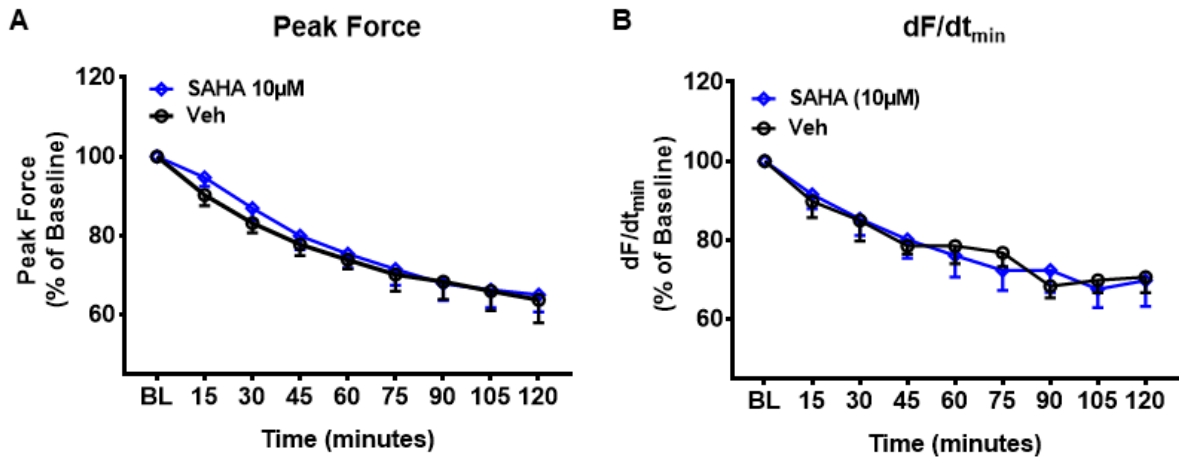 A
Peak Force
120
100
80
60
Peak Force
(% of Baseline)
SAHA 10µM
Veh
BL 15 30 45 60 75 90 105 120
Time (minutes)
B
dF/dtmin
120
100
80
60
dF/dtmin
(% of Baseline)
SAHA (10µM)
Veh
BL 15 30 45 60 75 90 105 120
Time (minutes)